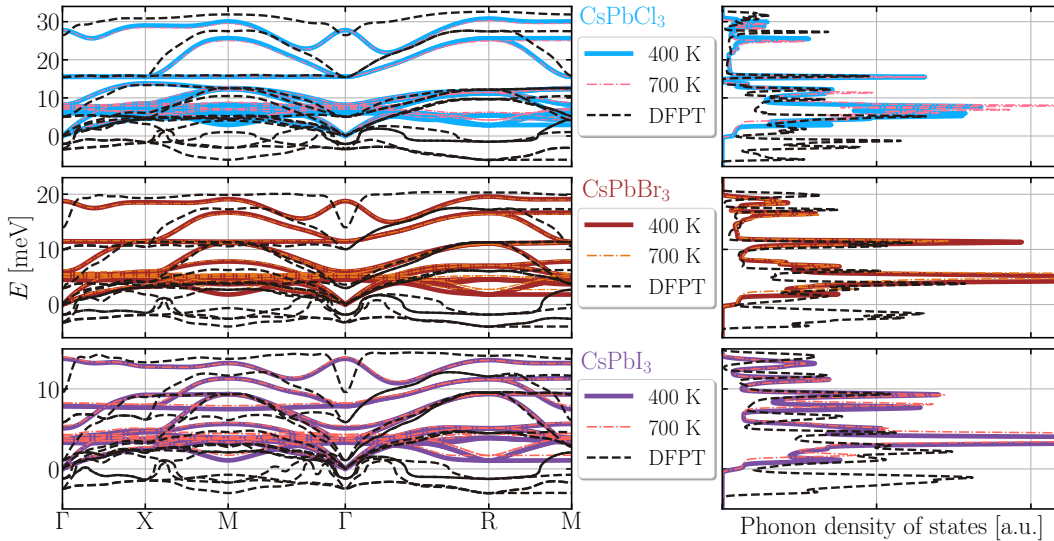 CsPbCl₃
400 K
700 K
DFPT
30
20
10
0
CsPbBr₃
400 K
700 K
DFPT
20
10
0
E [meV]
CsPbI₃
400 K
700 K
DFPT
10
0
Γ X M Γ R M
Phonon density of states [a.u.]